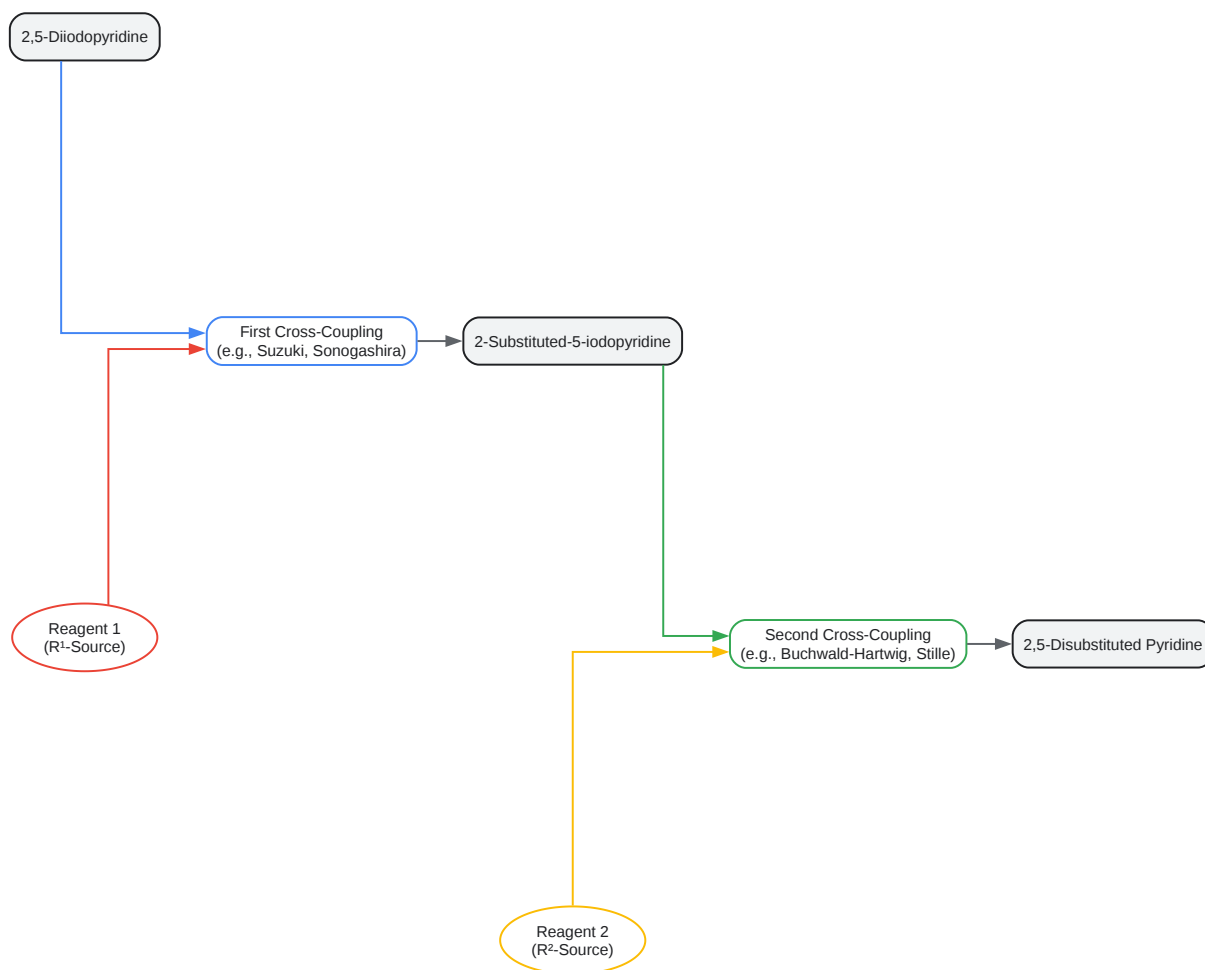 2,5-Diiodopyridine
First Cross-Coupling
(e.g., Suzuki, Sonogashira)
2-Substituted-5-iodopyridine
Reagent 1
(R¹-Source)
Second Cross-Coupling
(e.g., Buchwald-Hartwig, Stille)
2,5-Disubstituted Pyridine
Reagent 2
(R²-Source)